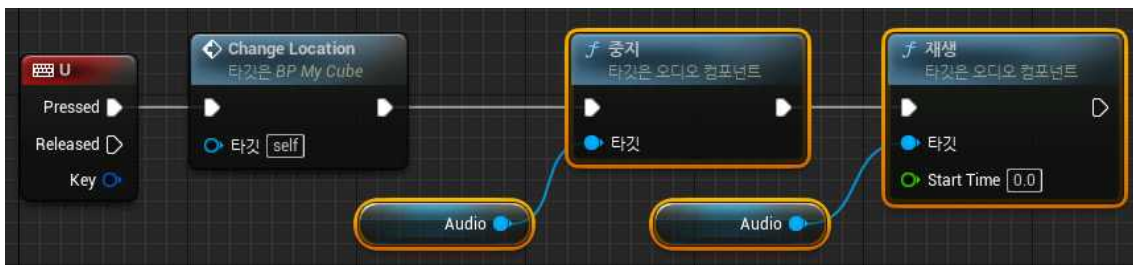 U
Pressed
Released
Key
Change Location
타깃은 BP My Cube
타깃 self
f 중지
타깃은 오디오 컴포넌트
타깃
Audio
f 재생
타깃은 오디오 컴포넌트
타깃
Start Time 0.0
Audio